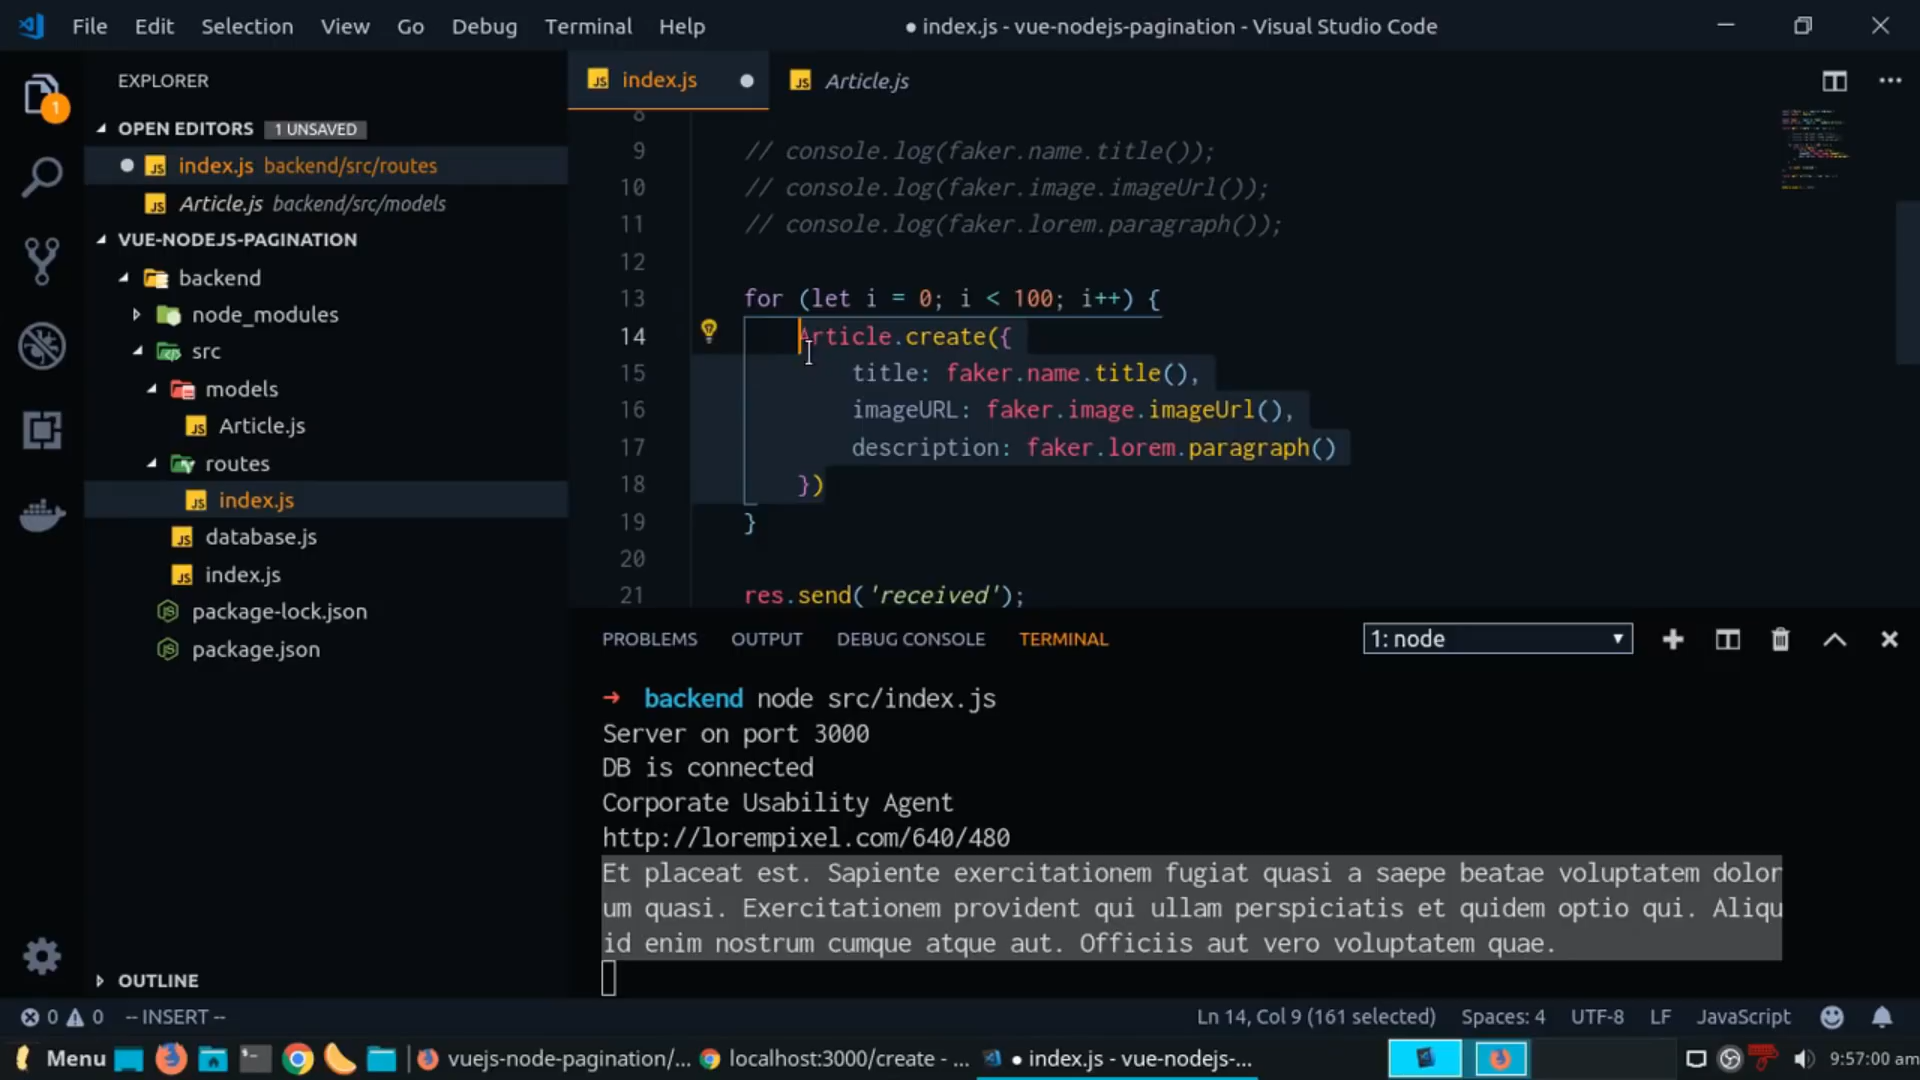 File Edit Selection View Go Debug Terminal Help
● index.js - vue-nodejs-pagination - Visual Studio Code
EXPLORER
OPEN EDITORS 1 UNSAVED
index.js backend/src/routes
Article.js backend/src/models
VUE-NODEJS-PAGINATION
backend
node_modules
src
models
Article.js
routes
index.js
database.js
index.js
package-lock.json
package.json
OUTLINE
index.js
Article.js
8
9 // console.log(faker.name.title());
10 // console.log(faker.image.imageUrl());
11 // console.log(faker.lorem.paragraph());
12
13 for (let i = 0; i < 100; i++) {
14 Article.create({
15 title: faker.name.title(),
16 imageURL: faker.image.imageUrl(),
17 description: faker.lorem.paragraph()
18 })
19 }
20
21 res.send('received');
PROBLEMS OUTPUT DEBUG CONSOLE TERMINAL 1: node
→ backend node src/index.js
Server on port 3000
DB is connected
Corporate Usability Agent
http://lorempixel.com/640/480
Et placeat est. Sapiente exercitationem fugiat quasi a saepe beatae voluptatem dolor
um quasi. Exercitationem provident qui ullam perspiciatis et quidem optio qui. Aliqu
id enim nostrum cumque atque aut. Officiis aut vero voluptatem quae.
0 0 -- INSERT -- Ln 14, Col 9 (161 selected) Spaces: 4 UTF-8 LF JavaScript
Menu vuejs-node-pagination/... localhost:3000/create - ... ● index.js - vue-nodejs-... 9:57:00 am